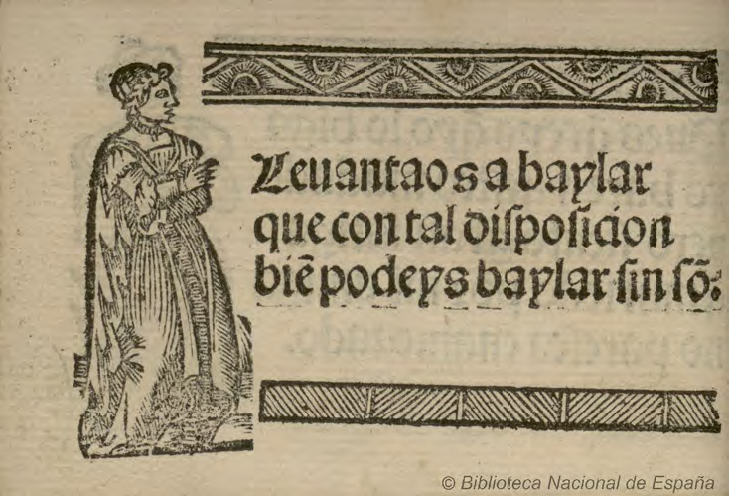 Leuantaos a baylar
que con tal disposicion
biẽ podeys baylar sin sõ:
© Biblioteca Nacional de España